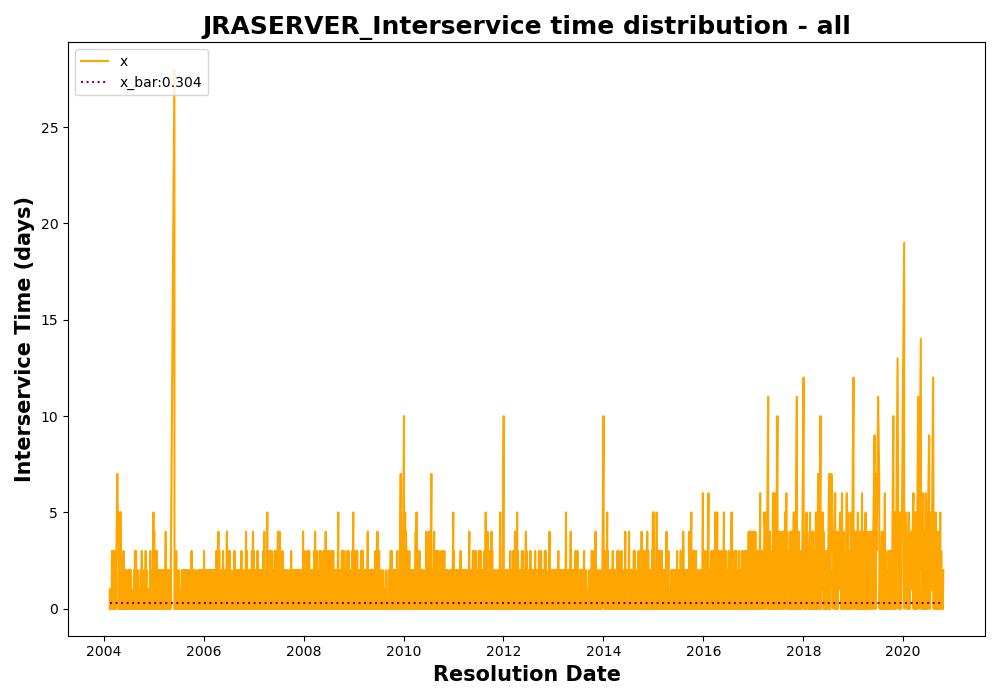 JRASERVER_Interservice time distribution - all
x
x_bar:0.304
Interservice Time (days)
25
20
15
10
5
0
2004 2006 2008 2010 2012 2014 2016 2018 2020
Resolution Date